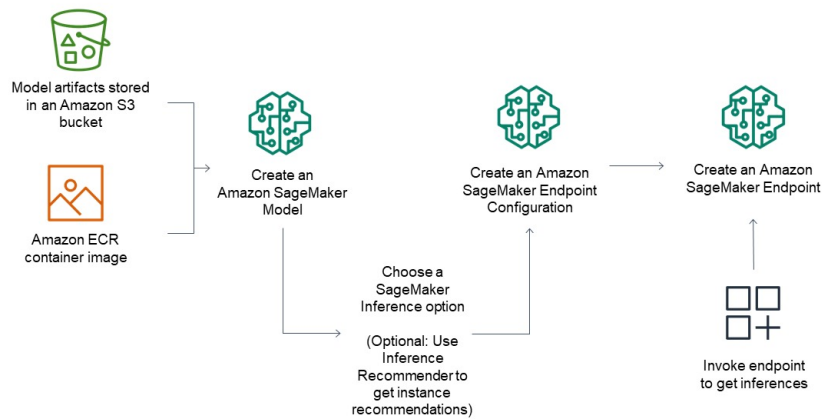 Model artifacts stored
in an Amazon S3
bucket
Amazon ECR
container image
Create an
Amazon SageMaker
Model
Choose a
SageMaker
Inference option
(Optional: Use
Inference
Recommender to
get instance
recommendations)
Create an Amazon
SageMaker Endpoint
Configuration
Create an Amazon
SageMaker Endpoint
Invoke endpoint
to get inferences